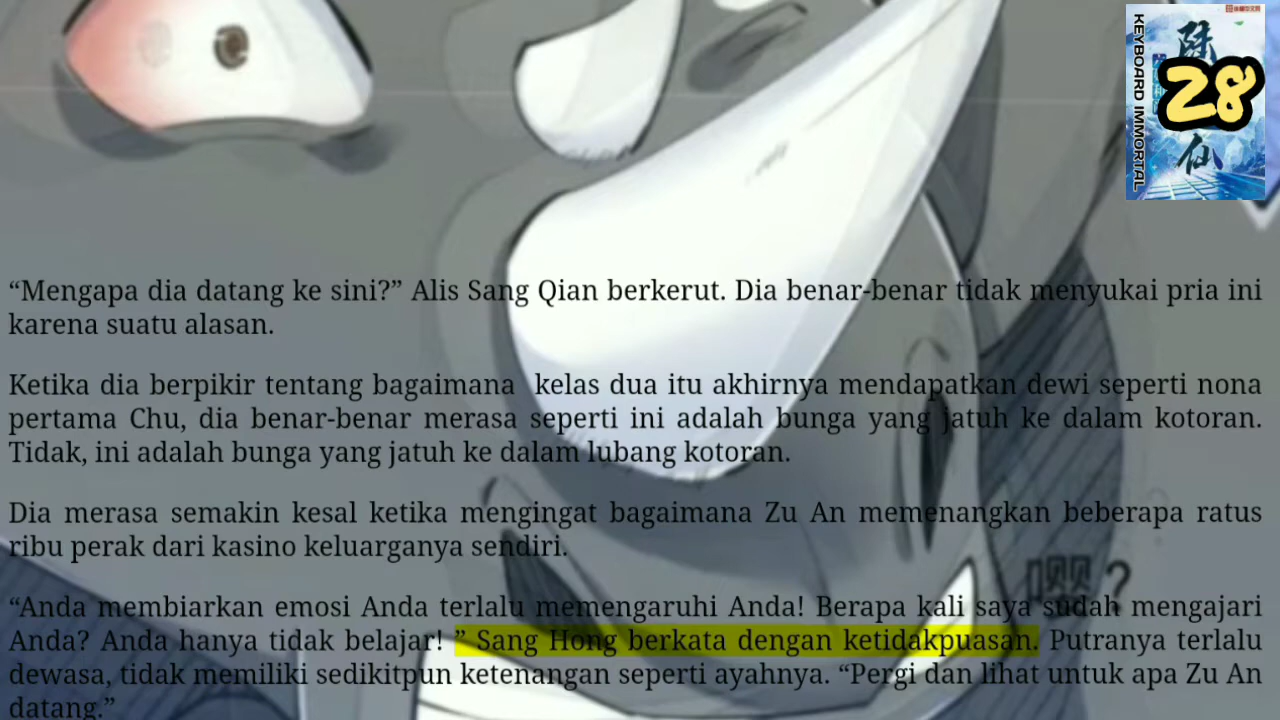 KEYBOARD IMMORTAL
陸
28
仙
“Mengapa dia datang ke sini?” Alis Sang Qian berkerut. Dia benar-benar tidak menyukai pria ini
karena suatu alasan.
Ketika dia berpikir tentang bagaimana kelas dua itu akhirnya mendapatkan dewi seperti nona
pertama Chu, dia benar-benar merasa seperti ini adalah bunga yang jatuh ke dalam kotoran.
Tidak, ini adalah bunga yang jatuh ke dalam lubang kotoran.
Dia merasa semakin kesal ketika mengingat bagaimana Zu An memenangkan beberapa ratus
ribu perak dari kasino keluarganya sendiri.
嘤?
“Anda membiarkan emosi Anda terlalu memengaruhi Anda! Berapa kali saya sudah mengajari
Anda? Anda hanya tidak belajar! ” Sang Hong berkata dengan ketidakpuasan. Putranya terlalu
dewasa, tidak memiliki sedikitpun ketenangan seperti ayahnya. “Pergi dan lihat untuk apa Zu An
datang.”